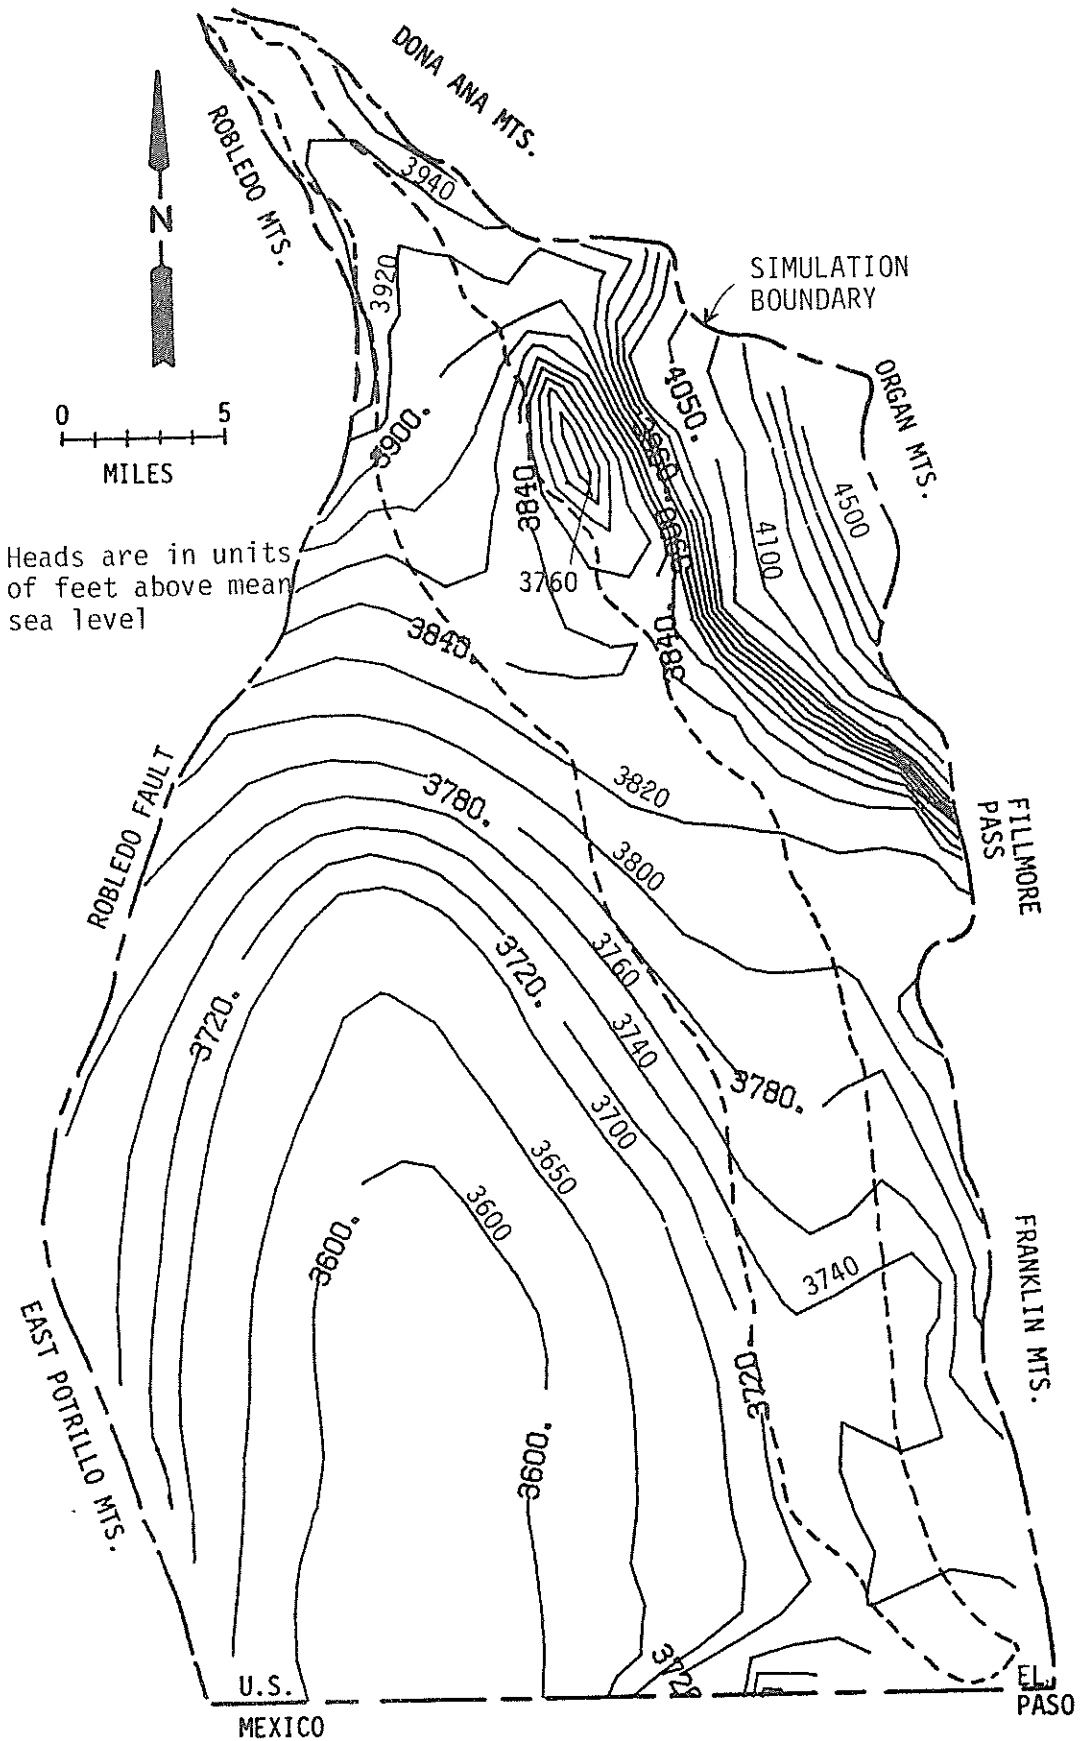 DONA ANA MTS.
ROBLEDO MTS.
N
3940
3920
SIMULATION
BOUNDARY
ORGAN MTS.
4050.
0 5
MILES
3900.
3840
4500
4100
3760
Heads are in units
of feet above mean
sea level
3840.
3840.
ROBLEDO FAULT
3780.
3820
3800
FILLMORE
PASS
3720.
3720.
3760
3740
3780.
3700
3650
3600
3600.
3740
FRANKLIN MTS.
EAST POTRILLO MTS.
3720
3600.
U.S.
MEXICO
EL
PASO